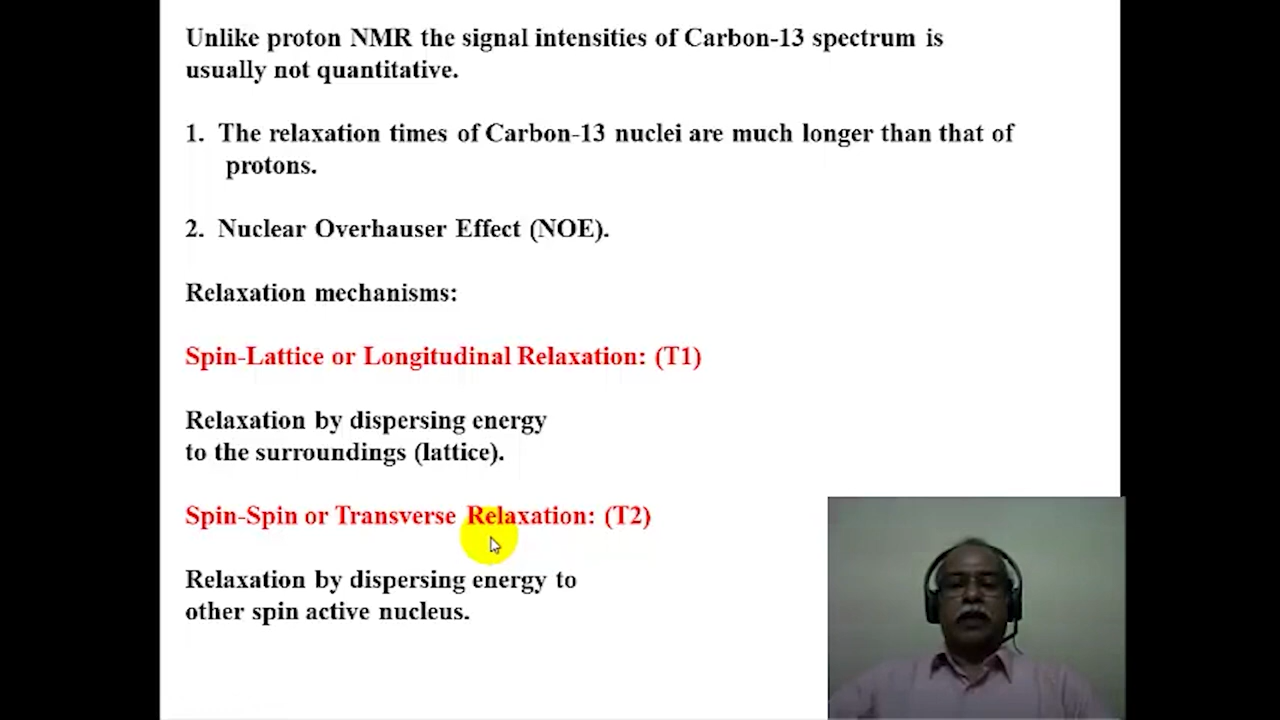 Unlike proton NMR the signal intensities of Carbon-13 spectrum is
usually not quantitative.
1. The relaxation times of Carbon-13 nuclei are much longer than that of
protons.
2. Nuclear Overhauser Effect (NOE).
Relaxation mechanisms:
Spin-Lattice or Longitudinal Relaxation: (T1)
Relaxation by dispersing energy
to the surroundings (lattice).
Spin-Spin or Transverse Relaxation: (T2)
Relaxation by dispersing energy to
other spin active nucleus.